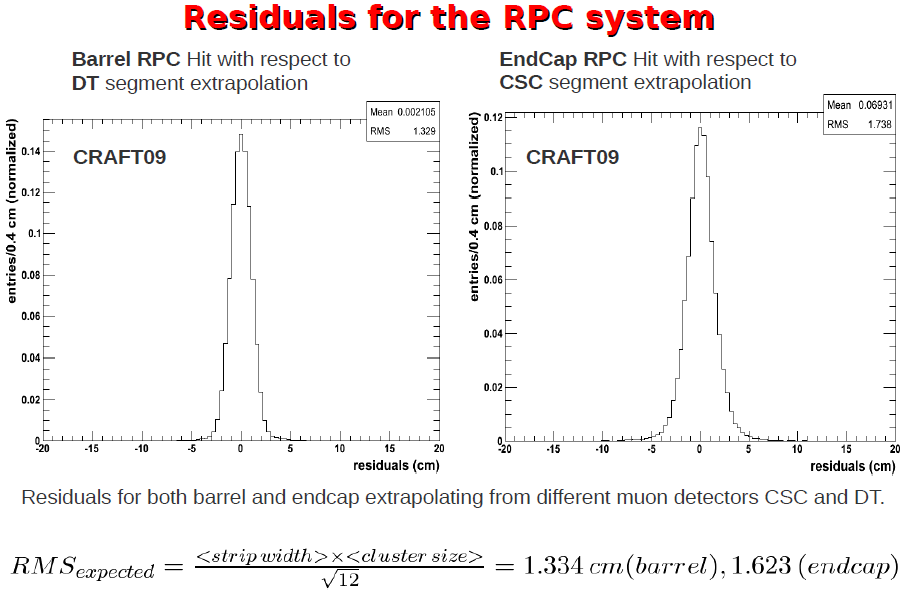 Residuals for the RPC system
Barrel RPC Hit with respect to
DT segment extrapolation
EndCap RPC Hit with respect to
CSC segment extrapolation
Mean 0.002105
RMS 1.329
CRAFT09
entries/0.4 cm (normalized)
0.14
0.12
0.1
0.08
0.06
0.04
0.02
0
-20 -15 -10 -5 0 5 10 15 20
residuals (cm)
Mean 0.06931
RMS 1.738
CRAFT09
entries/0.4 cm (normalized)
0.12
0.1
0.08
0.06
0.04
0.02
0
-20 -15 -10 -5 0 5 10 15 20
residuals (cm)
Residuals for both barrel and endcap extrapolating from different muon detectors CSC and DT.
RMS_expected = <strip width>×<cluster size> / √12 = 1.334 cm(barrel), 1.623 (endcap)